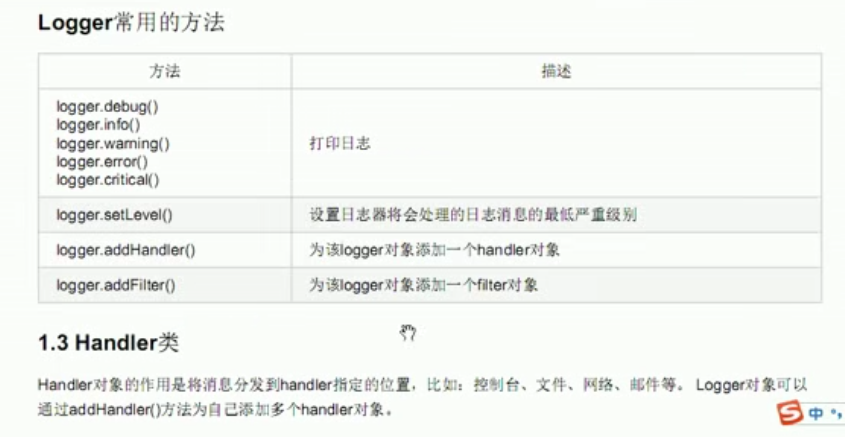 Logger常用的方法
方法
描述
logger.debug()
logger.info()
logger.warning()
logger.error()
logger.critical()
打印日志
logger.setLevel()
设置日志器将会处理的日志消息的最低严重级别
logger.addHandler()
为该logger对象添加一个handler对象
logger.addFilter()
为该logger对象添加一个filter对象
1.3 Handler类
Handler对象的作用是将消息分发到handler指定的位置，比如：控制台、文件、网络、邮件等。 Logger对象可以
通过addHandler()方法为自己添加多个handler对象。
S 中 °,